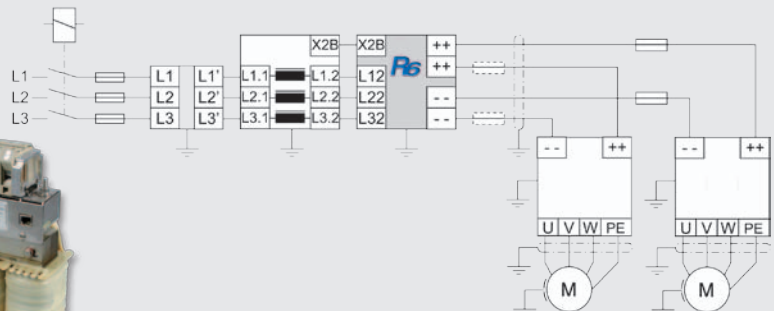 X2B X2B ++
R6 ++
L1 L1 L1' L1.1 L1.2 L12
L2 L2 L2' L2.1 L2.2 L22 - -
L3 L3 L3' L3.1 L3.2 L32 - -
- - ++ - - ++
U V W PE U V W PE
M M